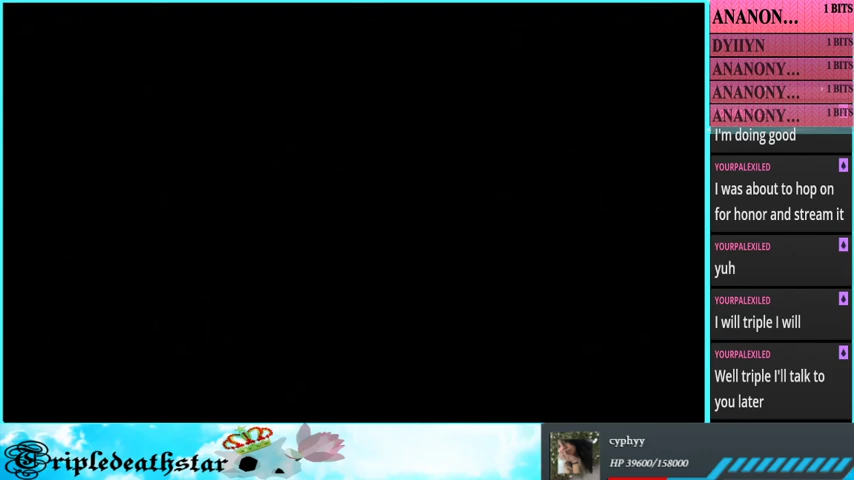 ANANON... 1 BITS
DYIIYN 1 BITS
ANANONY... 1 BITS
ANANONY... 1 BITS
ANANONY... 1 BITS
I'm doing good
YOURPALEXILED
I was about to hop on
for honor and stream it
YOURPALEXILED
yuh
YOURPALEXILED
I will triple I will
YOURPALEXILED
Well triple I'll talk to
you later
Tripledeathstar
cyphyy
HP 39600/158000